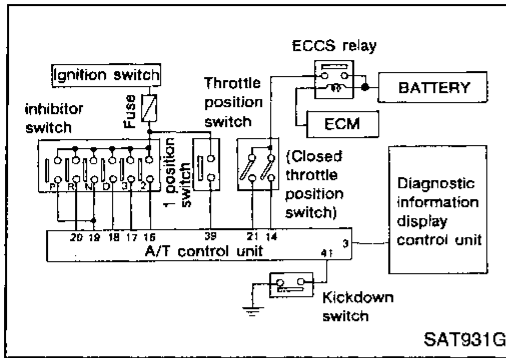 ECCS relay
Ignition switch
Fuse
Throttle
position
switch
BATTERY
inhibitor
switch
ECM
1 position
switch
(Closed
throttle
position
switch)
P R N D 3 2
Diagnostic
information
display
control unit
20 19 18 17 16 39 21 14
A/T control unit
3
41
Kickdown
switch
SAT931G